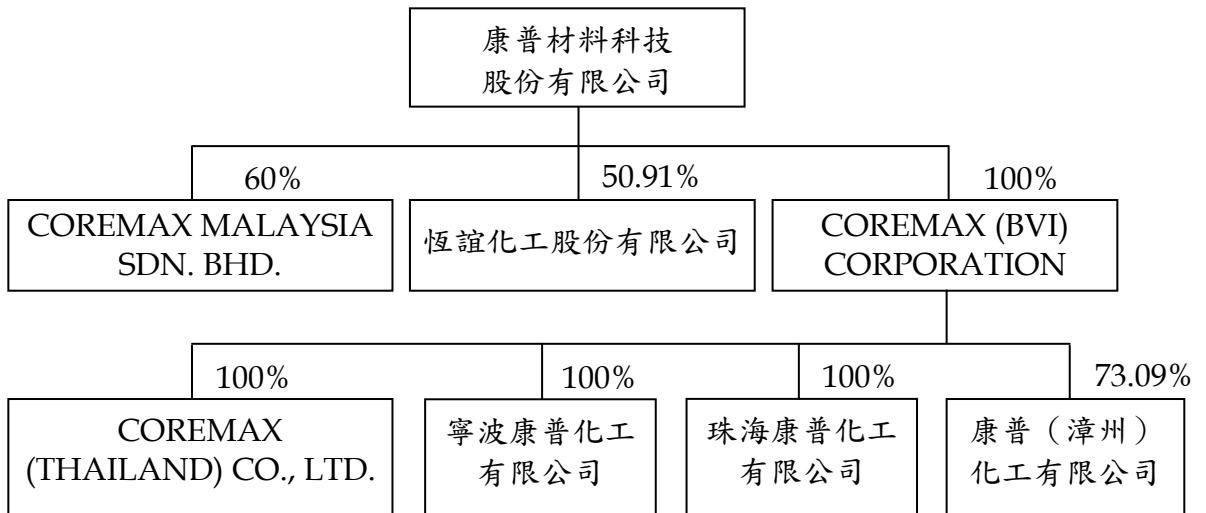 康普材料科技
股份有限公司
60%
50.91%
100%
COREMAX MALAYSIA
SDN. BHD.
恆誼化工股份有限公司
COREMAX (BVI)
CORPORATION
100%
100%
100%
73.09%
COREMAX
(THAILAND) CO., LTD.
寧波康普化工
有限公司
珠海康普化工
有限公司
康普（漳州）
化工有限公司